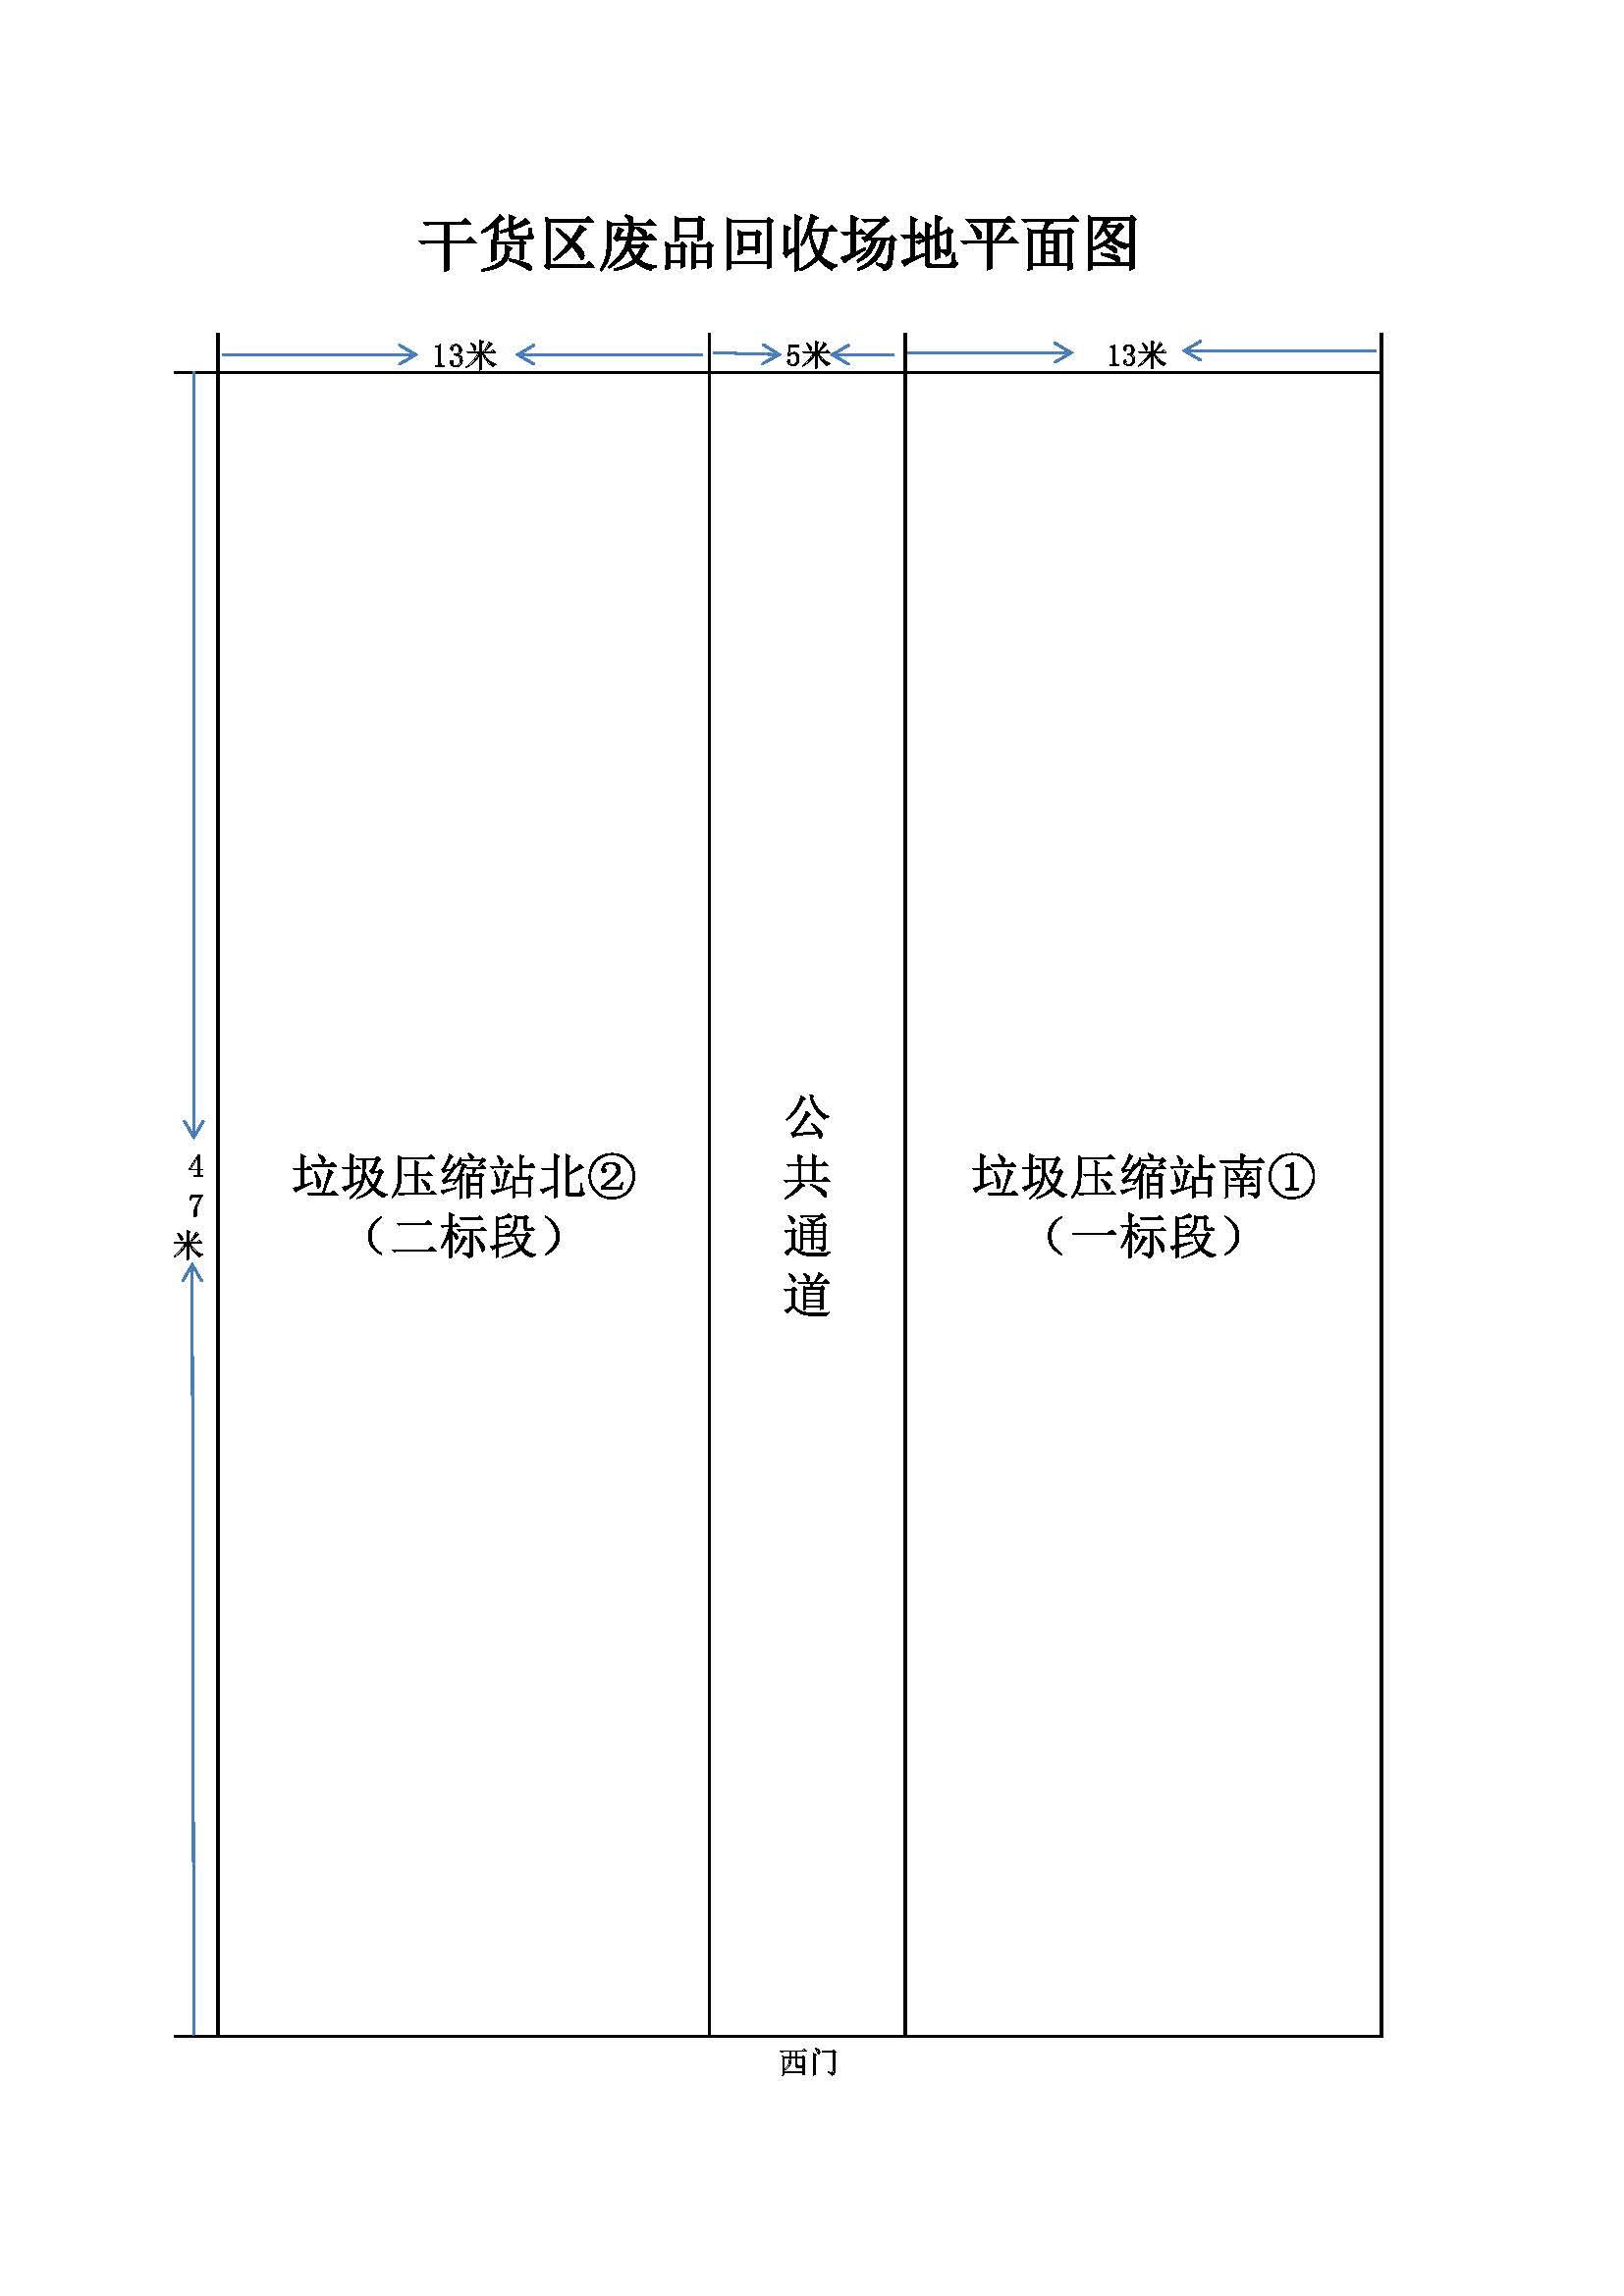 干货区废品回收场地平面图
13米
5米
13米
47米
垃圾压缩站北②
（二标段）
公共通道
垃圾压缩站南①
（一标段）
西门